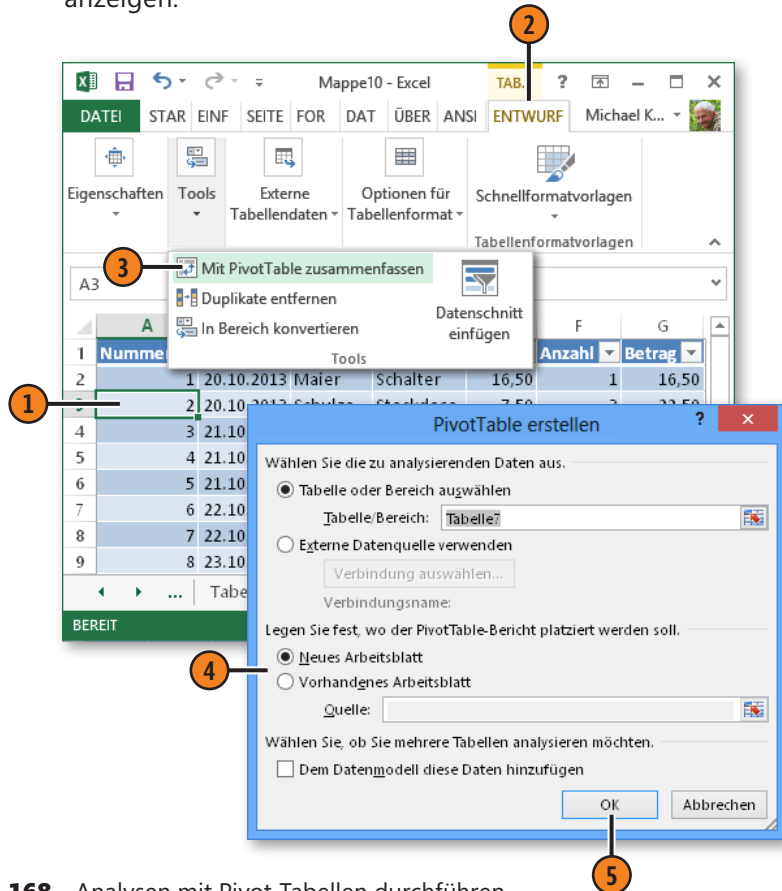 anzeigen.
2
Mappe10 - Excel TAB. ?
DATEI STAR EINF SEITE FOR DAT ÜBER ANSI ENTWURF Michael K...
Eigenschaften Tools Externe Tabellendaten Optionen für Tabellenformat Schnellformatvorlagen
Tabellenformatvorlagen
3
Mit PivotTable zusammenfassen
Duplikate entfernen
In Bereich konvertieren
Datenschnitt einfügen
Tools
A3
A F G
1 Nummer Anzahl Betrag
2 1 20.10.2013 Maier Schalter 16,50 1 16,50
1
2 20.10.2013
4 3 21.10
5 4 21.10
6 5 21.10
7 6 22.10
8 7 22.10
9 8 23.10
... Tabe
BEREIT
PivotTable erstellen ?
Wählen Sie die zu analysierenden Daten aus.
Tabelle oder Bereich auswählen
Tabelle/Bereich: Tabelle7
Externe Datenquelle verwenden
Verbindung auswählen...
Verbindungsname:
Legen Sie fest, wo der PivotTable-Bericht platziert werden soll.
4
Neues Arbeitsblatt
Vorhandenes Arbeitsblatt
Quelle:
Wählen Sie, ob Sie mehrere Tabellen analysieren möchten.
Dem Datenmodell diese Daten hinzufügen
OK Abbrechen
5
168 Analysen mit Pivot-Tabellen durchführen